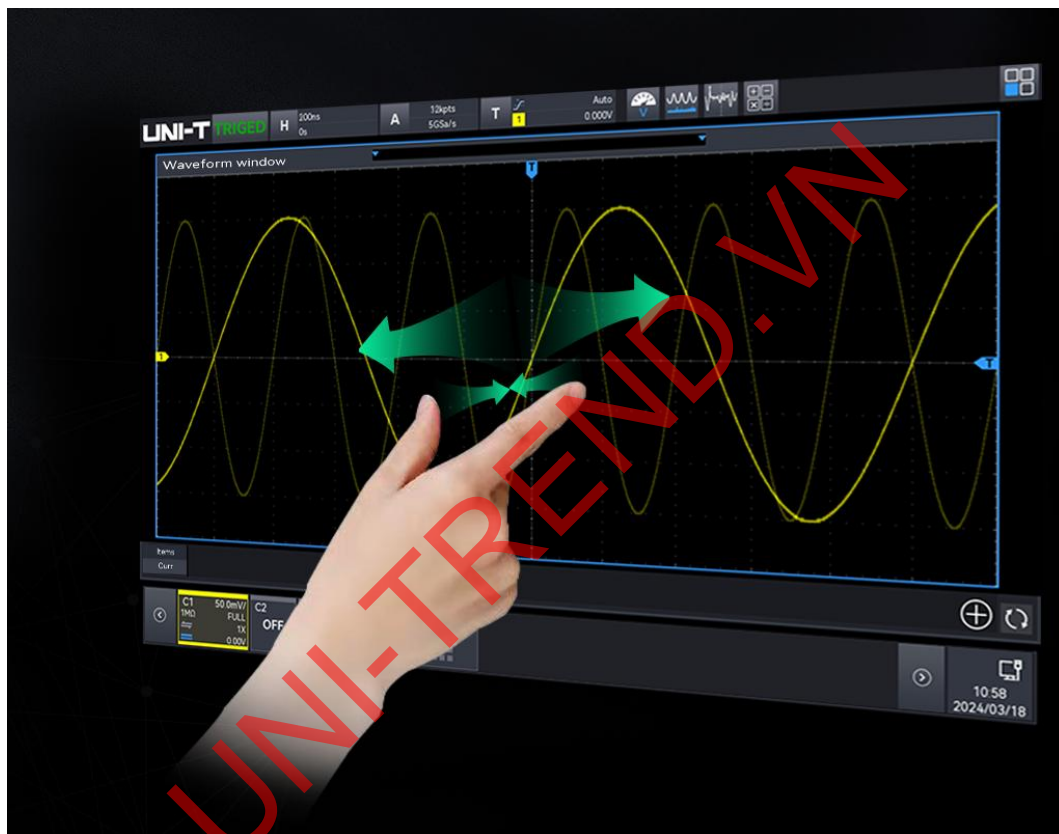 UNI-T TRIGED H 200ns 0s A 12kpts 5GSa/s T 1 Auto 0.000V V
Waveform window
T
1
T
Items
Curr
C1 50.0mV/
1MΩ FULL
1X
0.00V
C2
OFF
10:58
2024/03/18
UNI-TREND.VN